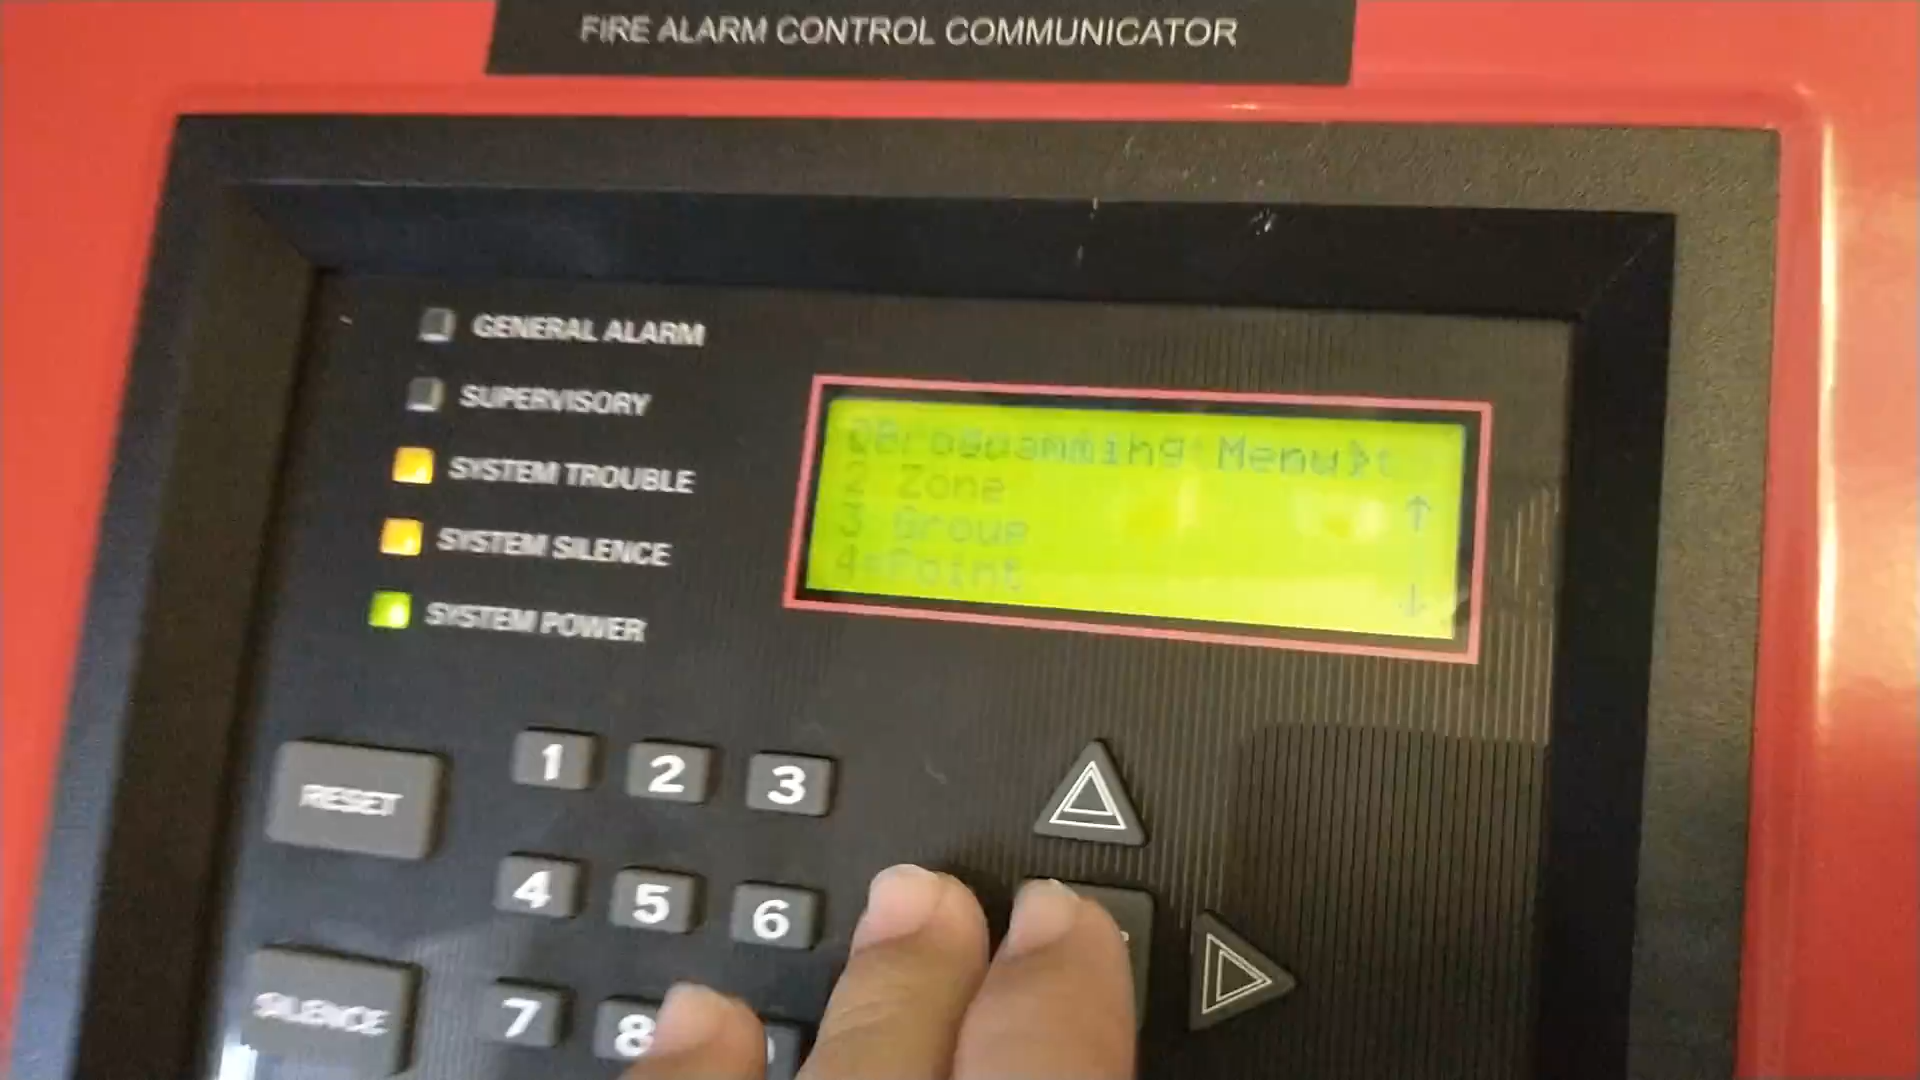 FIRE ALARM CONTROL COMMUNICATOR
GENERAL ALARM
SUPERVISORY
SYSTEM TROUBLE
SYSTEM SILENCE
SYSTEM POWER
Programming Menu
2 Zone
3 Group
4 Point
RESET
1 2 3
4 5 6
SILENCE
7 8